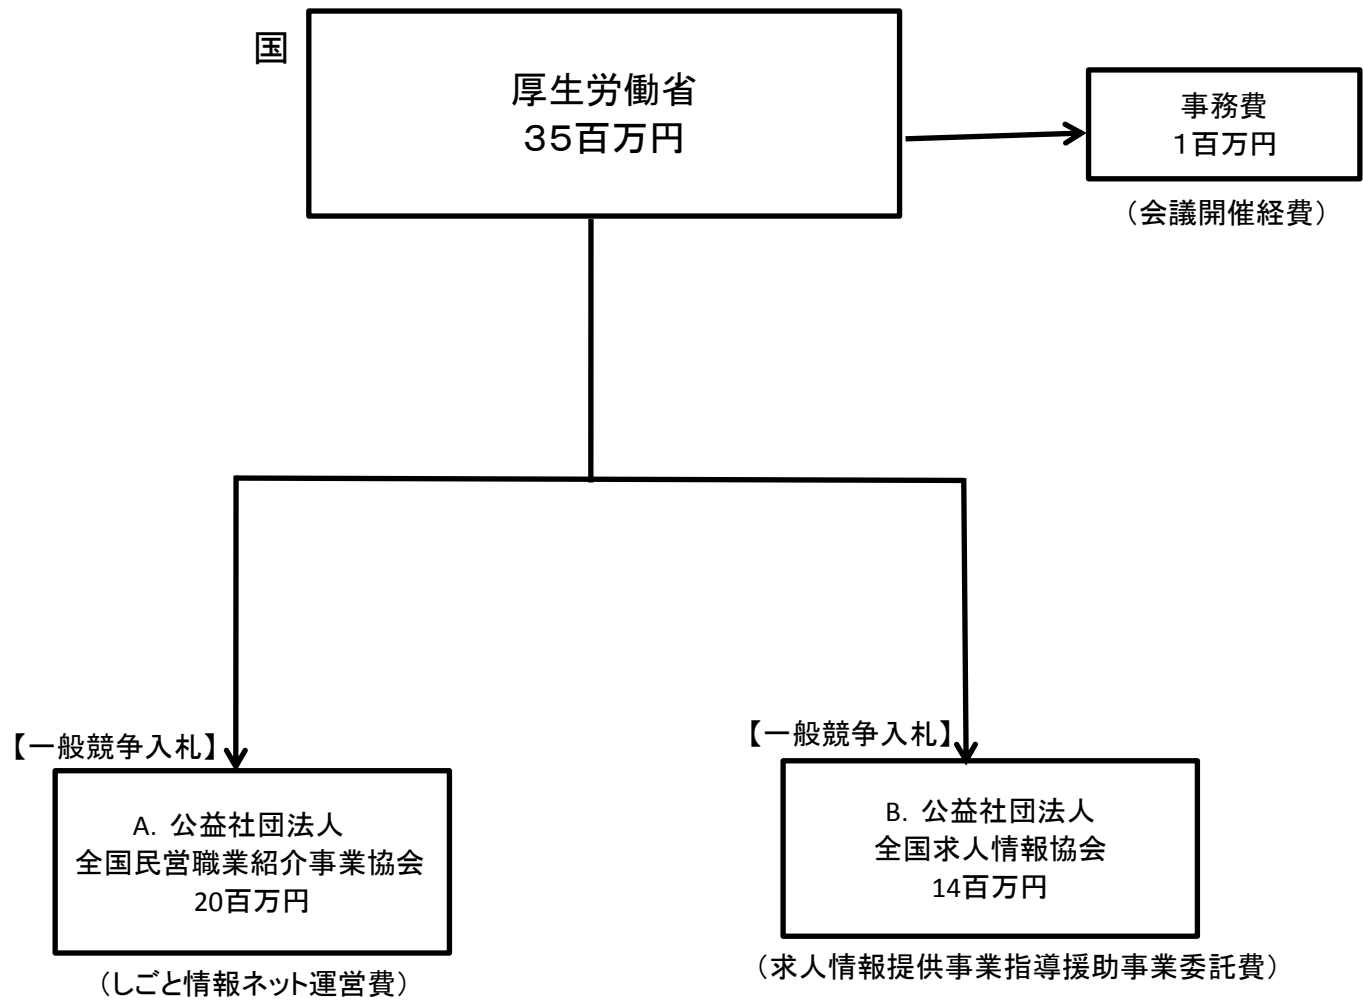 国
厚生労働省
35百万円
事務費
1百万円
（会議開催経費）
【一般競争入札】
A. 公益社団法人
全国民営職業紹介事業協会
20百万円
（しごと情報ネット運営費）
【一般競争入札】
B. 公益社団法人
全国求人情報協会
14百万円
（求人情報提供事業指導援助事業委託費）